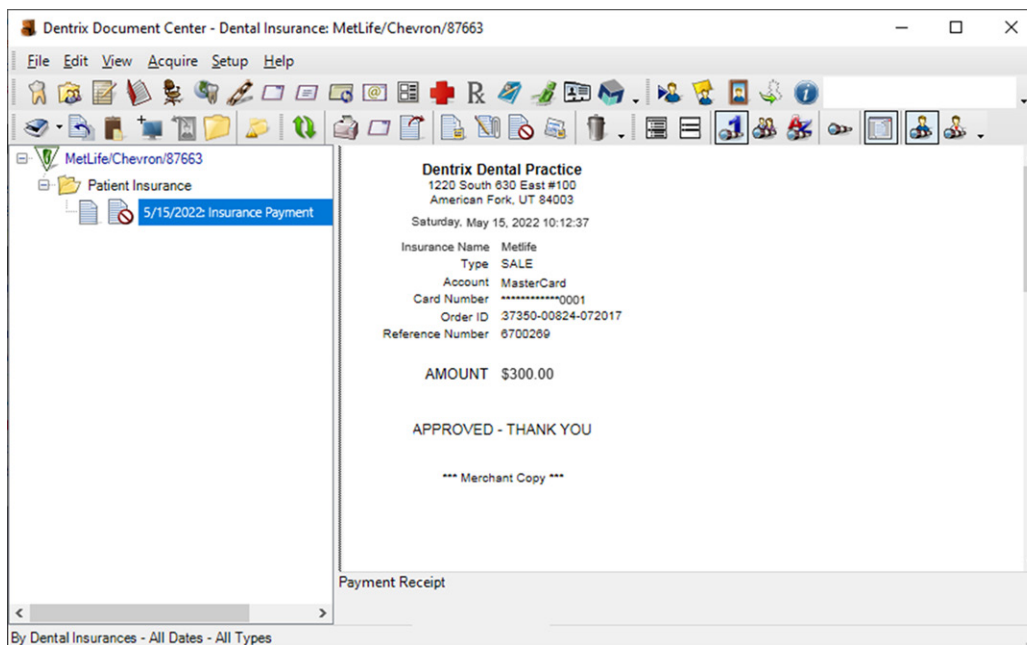 Dentrix Document Center - Dental Insurance: MetLife/Chevron/87663
File Edit View Acquire Setup Help
MetLife/Chevron/87663
Patient Insurance
5/15/2022: Insurance Payment
Dentrix Dental Practice
1220 South 630 East #100
American Fork, UT 84003
Saturday, May 15, 2022 10:12:37
Insurance Name Metlife
Type SALE
Account MasterCard
Card Number ************0001
Order ID 37350-00824-072017
Reference Number 6700269
AMOUNT $300.00
APPROVED - THANK YOU
*** Merchant Copy ***
Payment Receipt
By Dental Insurances - All Dates - All Types